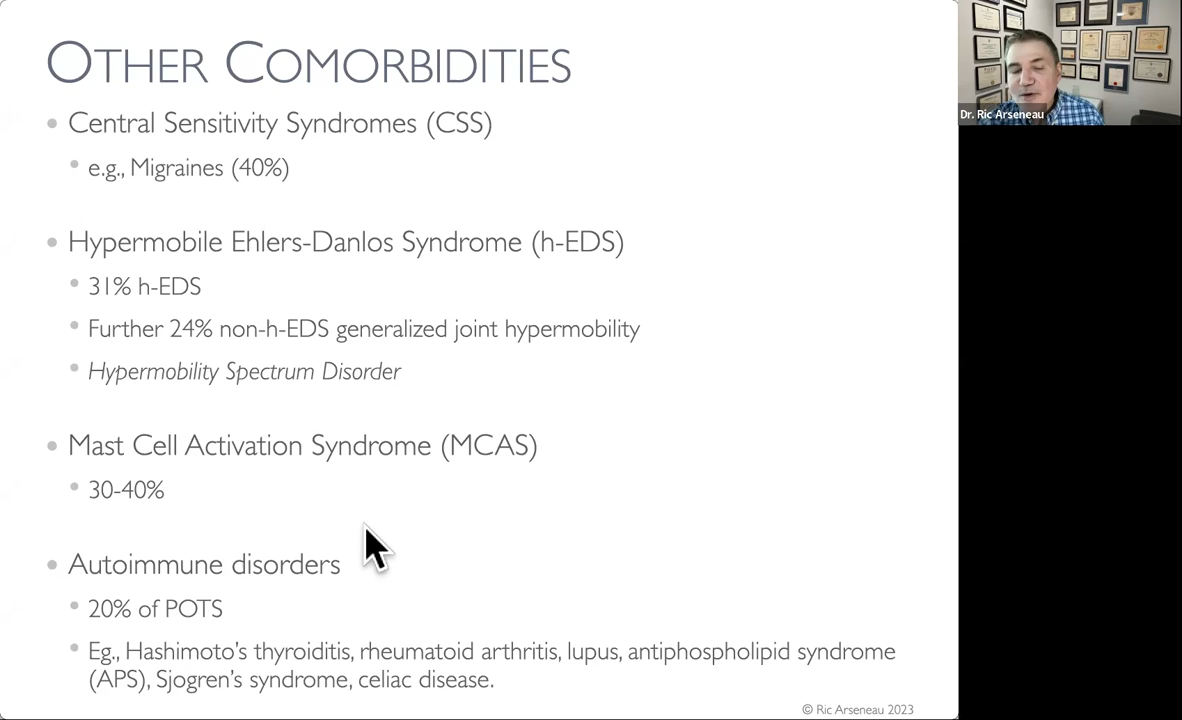 OTHER COMORBIDITIES
Central Sensitivity Syndromes (CSS)
e.g., Migraines (40%)
Hypermobile Ehlers-Danlos Syndrome (h-EDS)
31% h-EDS
Further 24% non-h-EDS generalized joint hypermobility
Hypermobility Spectrum Disorder
Mast Cell Activation Syndrome (MCAS)
30-40%
Autoimmune disorders
20% of POTS
Eg., Hashimoto's thyroiditis, rheumatoid arthritis, lupus, antiphospholipid syndrome
(APS), Sjogren's syndrome, celiac disease.
© Ric Arseneau 2023
Dr. Ric Arseneau